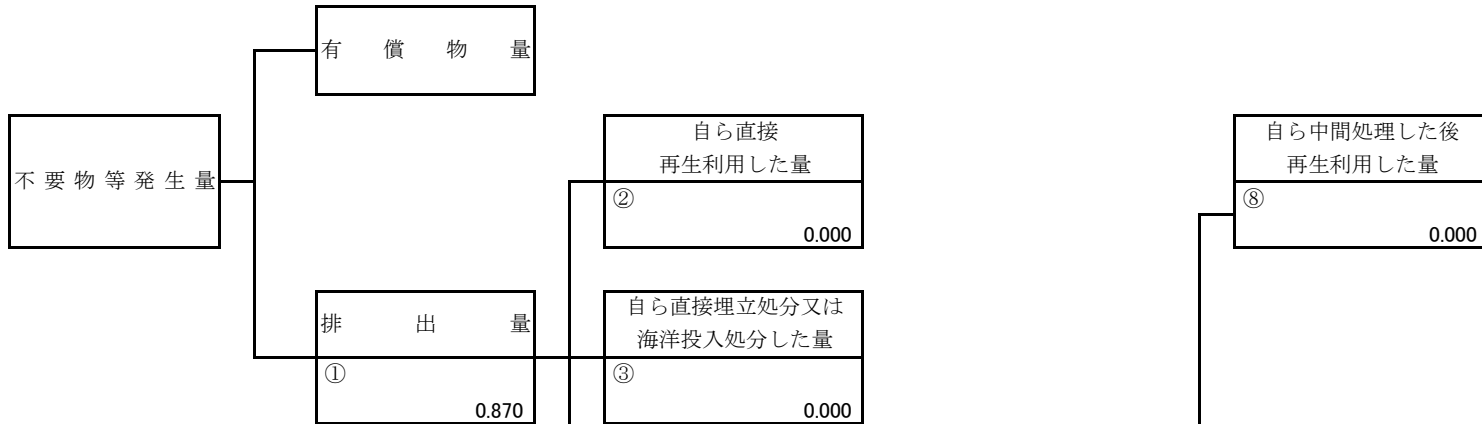 有償物量
不要物等発生量
自ら直接
再生利用した量
②
0.000
自ら中間処理した後
再生利用した量
⑧
0.000
排出量
①
0.870
自ら直接埋立処分又は
海洋投入処分した量
③
0.000